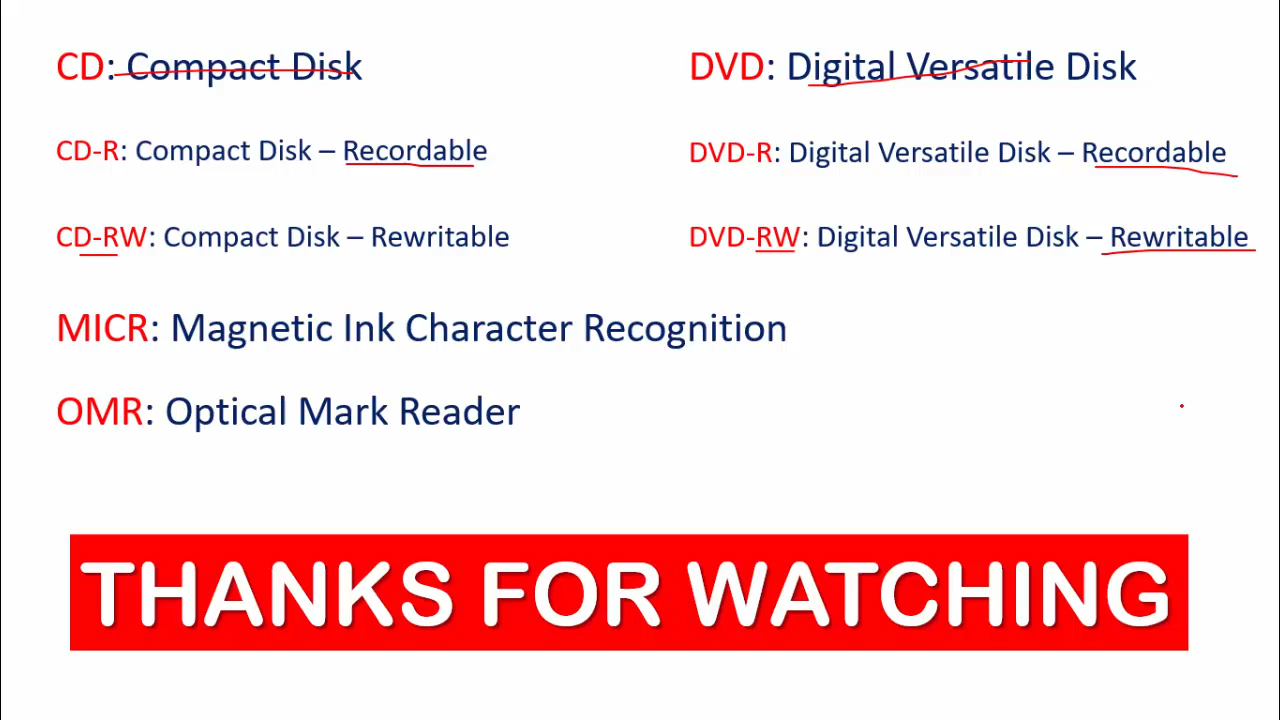 CD: Compact Disk
DVD: Digital Versatile Disk
CD-R: Compact Disk – Recordable
DVD-R: Digital Versatile Disk – Recordable
CD-RW: Compact Disk – Rewritable
DVD-RW: Digital Versatile Disk – Rewritable
MICR: Magnetic Ink Character Recognition
OMR: Optical Mark Reader
THANKS FOR WATCHING